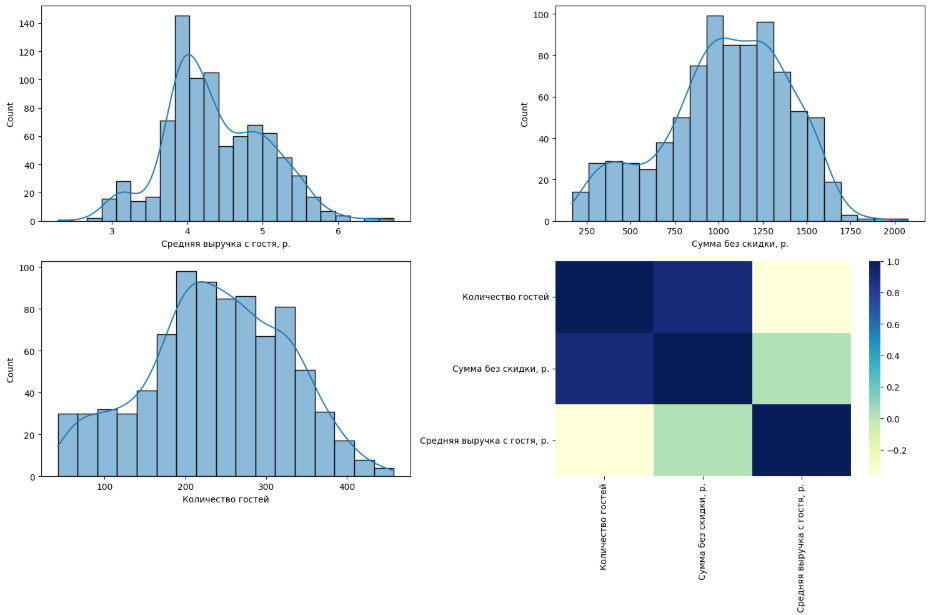 140
120
100
80
60
40
20
0
Count
3 4 5 6
Средняя выручка с гостя, р.
100
80
60
40
20
0
Count
250 500 750 1000 1250 1500 1750 2000
Сумма без скидки, р.
100
80
60
40
20
0
Count
100 200 300 400
Количество гостей
Количество гостей
Сумма без скидки, р.
Средняя выручка с гостя, р.
Количество гостей
Сумма без скидки, р.
Средняя выручка с гостя, р.
1.0
0.8
0.6
0.4
0.2
0.0
−0.2